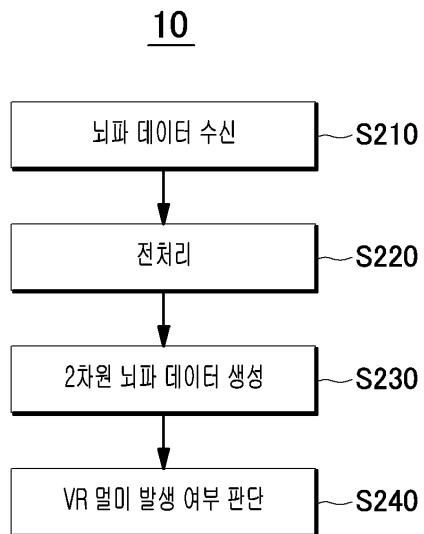 10
뇌파 데이터 수신 S210
전처리 S220
2차원 뇌파 데이터 생성 S230
VR 멀미 발생 여부 판단 S240